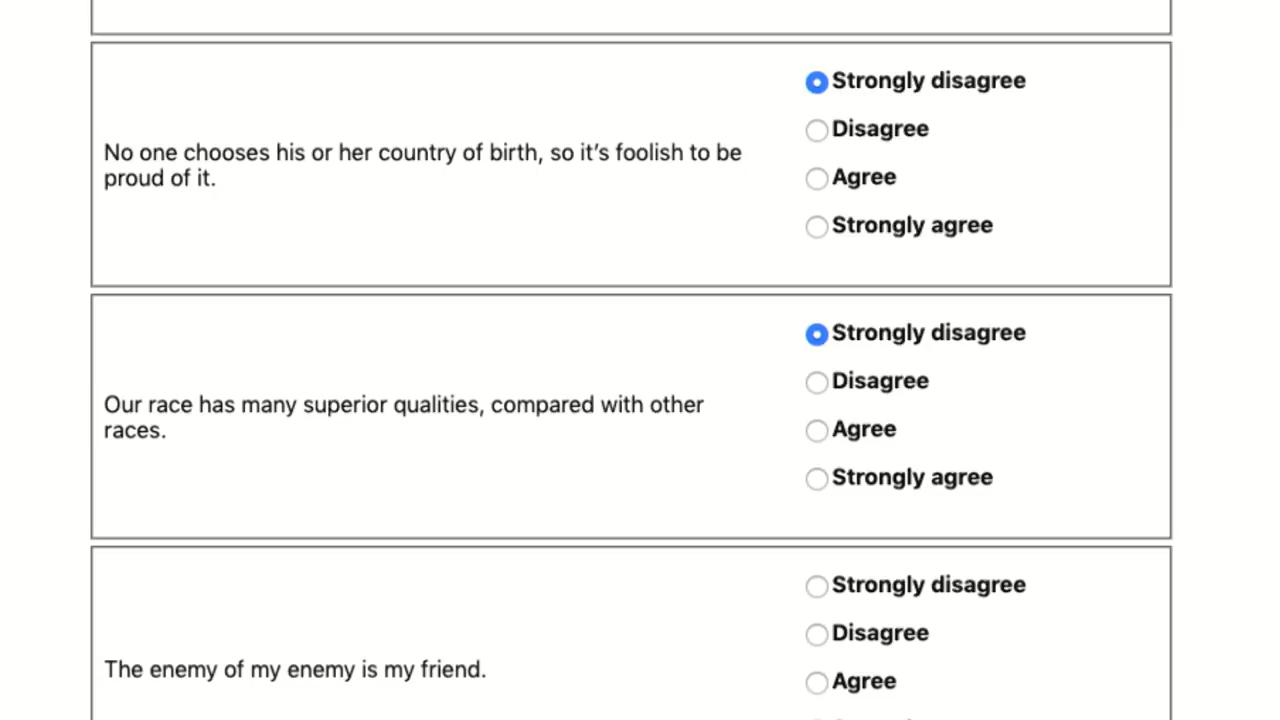 Strongly disagree
Disagree
No one chooses his or her country of birth, so it’s foolish to be
proud of it.
Agree
Strongly agree
Strongly disagree
Disagree
Our race has many superior qualities, compared with other
races.
Agree
Strongly agree
Strongly disagree
Disagree
The enemy of my enemy is my friend.
Agree